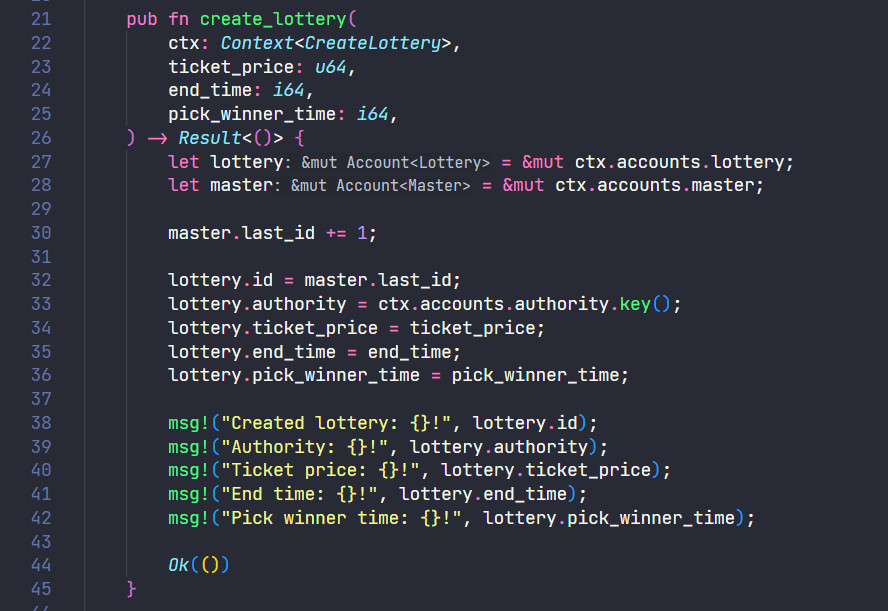 21 pub fn create_lottery(
22 ctx: Context<CreateLottery>,
23 ticket_price: u64,
24 end_time: i64,
25 pick_winner_time: i64,
26 ) → Result<()> {
27 let lottery: &mut Account<Lottery> = &mut ctx.accounts.lottery;
28 let master: &mut Account<Master> = &mut ctx.accounts.master;
29
30 master.last_id += 1;
31
32 lottery.id = master.last_id;
33 lottery.authority = ctx.accounts.authority.key();
34 lottery.ticket_price = ticket_price;
35 lottery.end_time = end_time;
36 lottery.pick_winner_time = pick_winner_time;
37
38 msg!("Created lottery: {}!", lottery.id);
39 msg!("Authority: {}!", lottery.authority);
40 msg!("Ticket price: {}!", lottery.ticket_price);
41 msg!("End time: {}!", lottery.end_time);
42 msg!("Pick winner time: {}!", lottery.pick_winner_time);
43
44 Ok(())
45 }